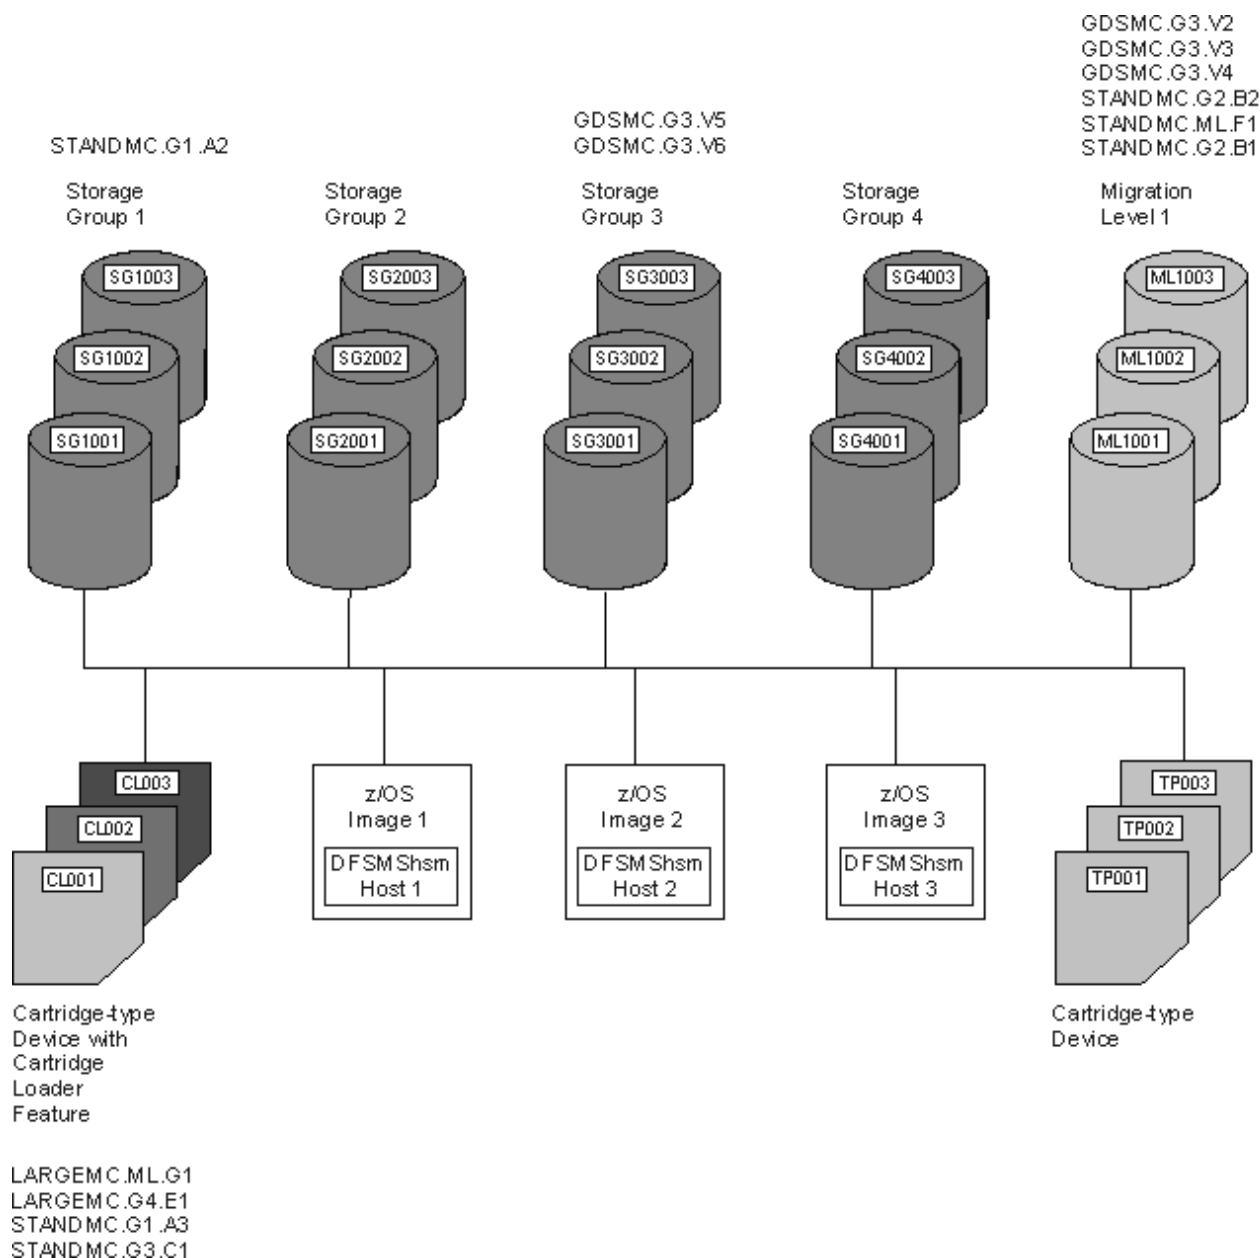 GDSMC.G3.V2
GDSMC.G3.V3
GDSMC.G3.V4
STANDMC.G2.B2
STANDMC.ML.F1
STANDMC.G2.B1
GDSMC.G3.V5
GDSMC.G3.V6
STANDMC.G1.A2
Storage
Group 1
Storage
Group 2
Storage
Group 3
Storage
Group 4
Migration
Level 1
SG1003
SG1002
SG1001
SG2003
SG2002
SG2001
SG3003
SG3002
SG3001
SG4003
SG4002
SG4001
ML1003
ML1002
ML1001
CL003
CL002
CL001
z/OS
Image 1
DFSMShsm
Host 1
z/OS
Image 2
DFSMShsm
Host 2
z/OS
Image 3
DFSMShsm
Host 3
TP003
TP002
TP001
Cartridge-type
Device with
Cartridge
Loader
Feature
Cartridge-type
Device
LARGEMC.ML.G1
LARGEMC.G4.E1
STANDMC.G1.A3
STANDMC.G3.C1